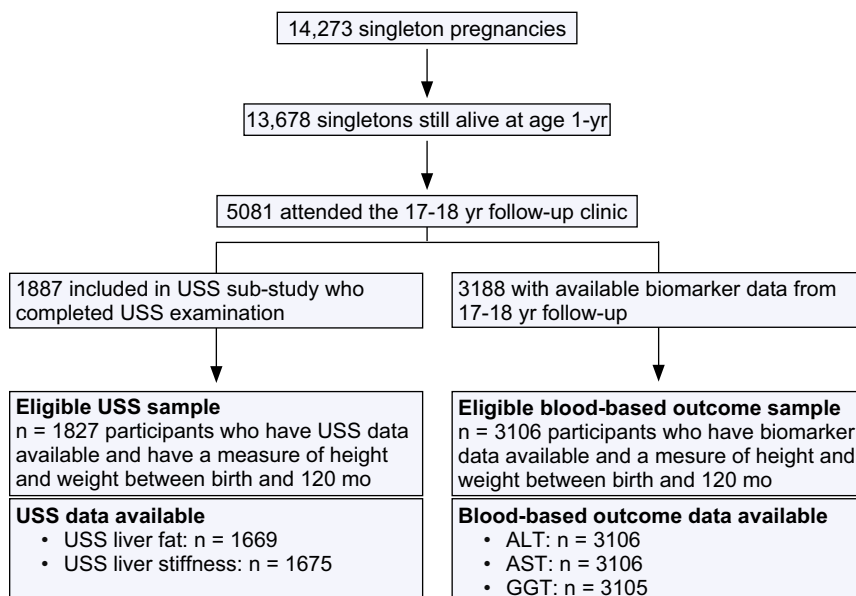 14,273 singleton pregnancies
13,678 singletons still alive at age 1-yr
5081 attended the 17-18 yr follow-up clinic
1887 included in USS sub-study who
completed USS examination
3188 with available biomarker data from
17-18 yr follow-up
Eligible USS sample
n = 1827 participants who have USS data
available and have a measure of height
and weight between birth and 120 mo
USS data available
• USS liver fat: n = 1669
• USS liver stiffness: n = 1675
Eligible blood-based outcome sample
n = 3106 participants who have biomarker
data available and a mesure of height and
weight between birth and 120 mo
Blood-based outcome data available
• ALT: n = 3106
• AST: n = 3106
• GGT: n = 3105